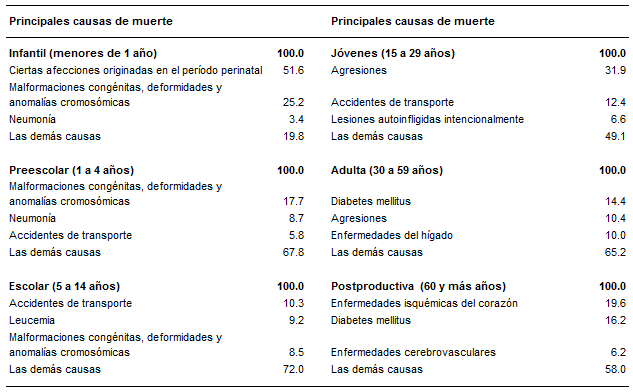 Principales causas de muerte
Infantil (menores de 1 año) 100.0
Ciertas afecciones originadas en el período perinatal 51.6
Malformaciones congénitas, deformidades y
anomalías cromosómicas 25.2
Neumonía 3.4
Las demás causas 19.8
Preescolar (1 a 4 años) 100.0
Malformaciones congénitas, deformidades y
anomalías cromosómicas 17.7
Neumonía 8.7
Accidentes de transporte 5.8
Las demás causas 67.8
Escolar (5 a 14 años) 100.0
Accidentes de transporte 10.3
Leucemia 9.2
Malformaciones congénitas, deformidades y
anomalías cromosómicas 8.5
Las demás causas 72.0
Principales causas de muerte
Jóvenes (15 a 29 años) 100.0
Agresiones 31.9
Accidentes de transporte 12.4
Lesiones autoinfligidas intencionalmente 6.6
Las demás causas 49.1
Adulta (30 a 59 años) 100.0
Diabetes mellitus 14.4
Agresiones 10.4
Enfermedades del hígado 10.0
Las demás causas 65.2
Postproductiva (60 y más años) 100.0
Enfermedades isquémicas del corazón 19.6
Diabetes mellitus 16.2
Enfermedades cerebrovasculares 6.2
Las demás causas 58.0